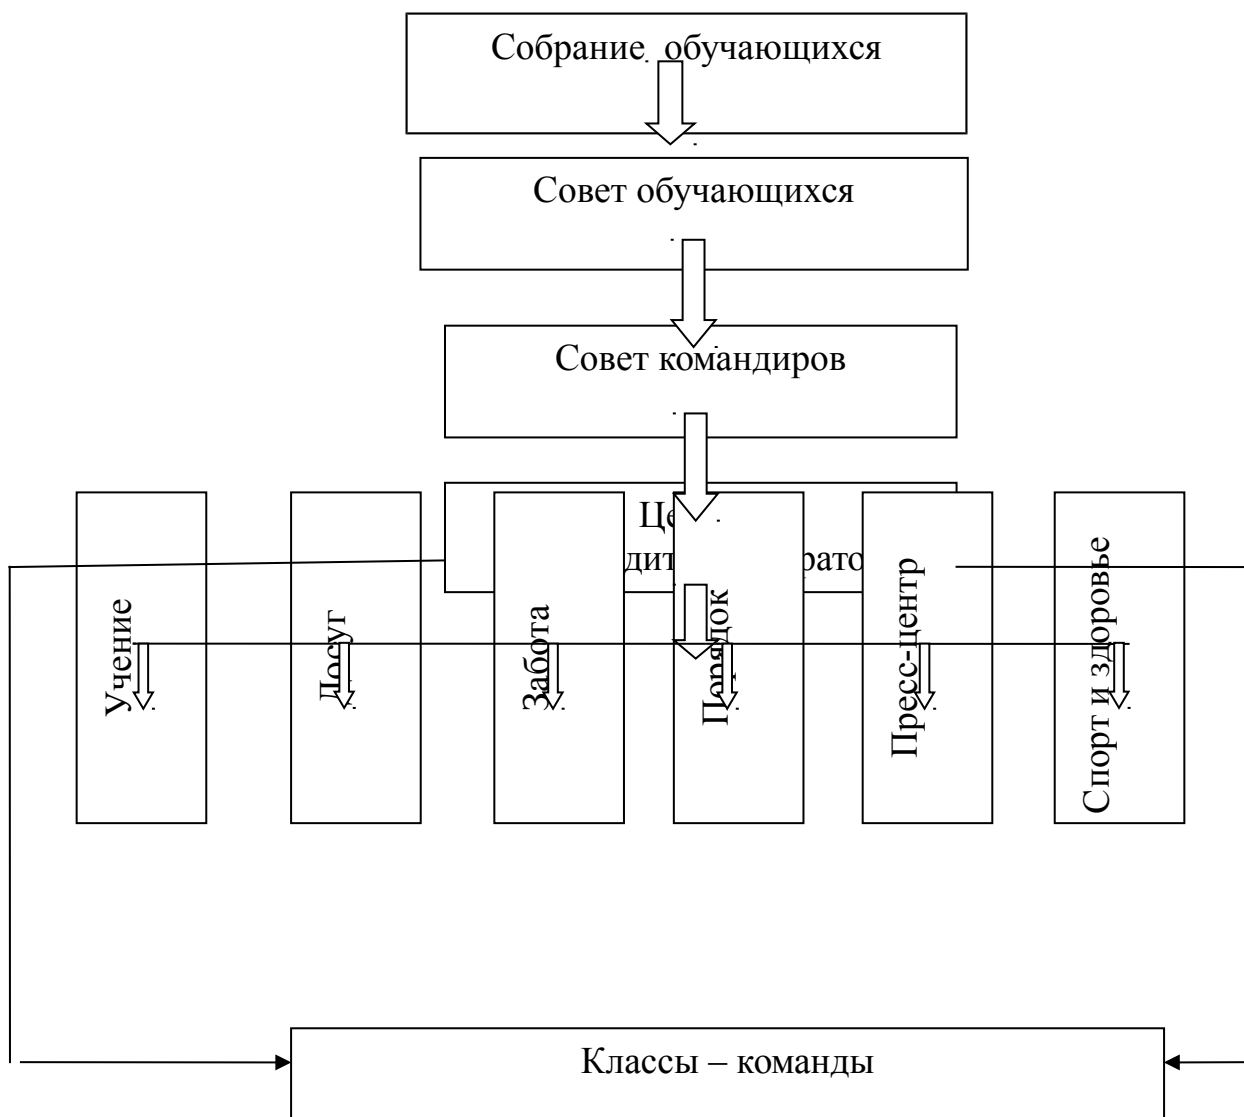 Собрание обучающихся
Совет обучающихся
Совет командиров
Учение
Досуг
Забота
Порядок
Пресс-центр
Спорт и здоровье
Классы – команды